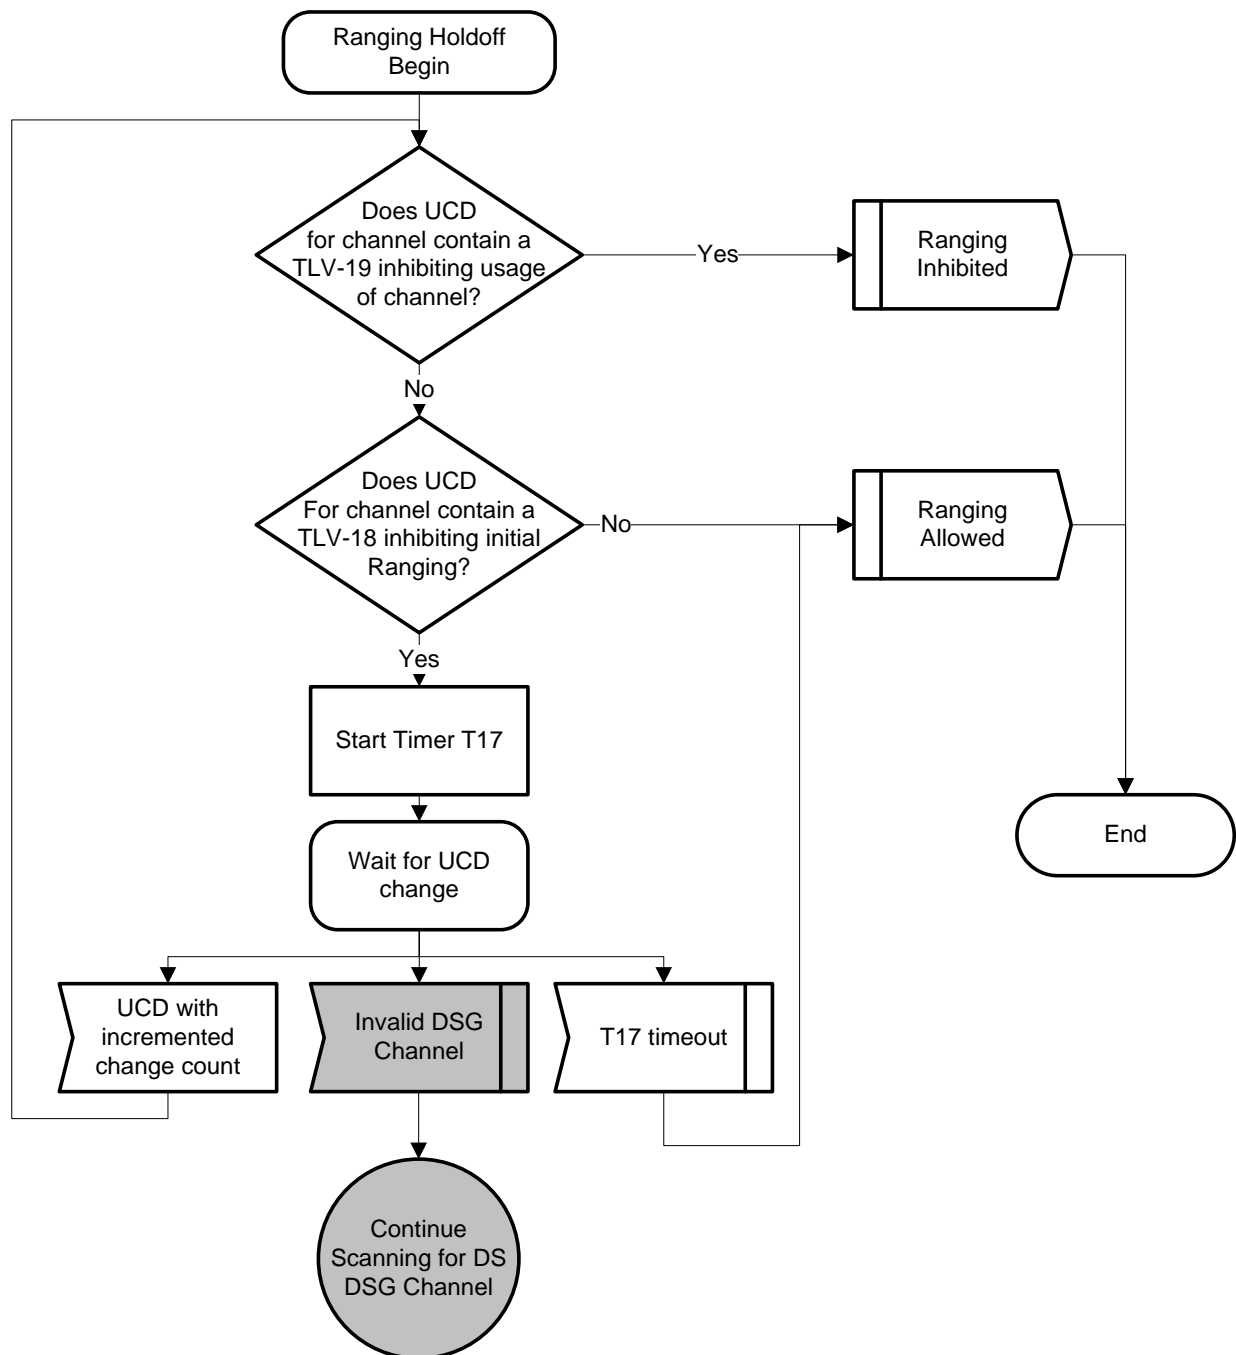 Ranging Holdoff
Begin
Does UCD
for channel contain a
TLV-19 inhibiting usage
of channel?
Yes
Ranging
Inhibited
No
Does UCD
For channel contain a
TLV-18 inhibiting initial
Ranging?
No
Ranging
Allowed
Yes
Start Timer T17
End
Wait for UCD
change
UCD with
incremented
change count
Invalid DSG
Channel
T17 timeout
Continue
Scanning for DS
DSG Channel